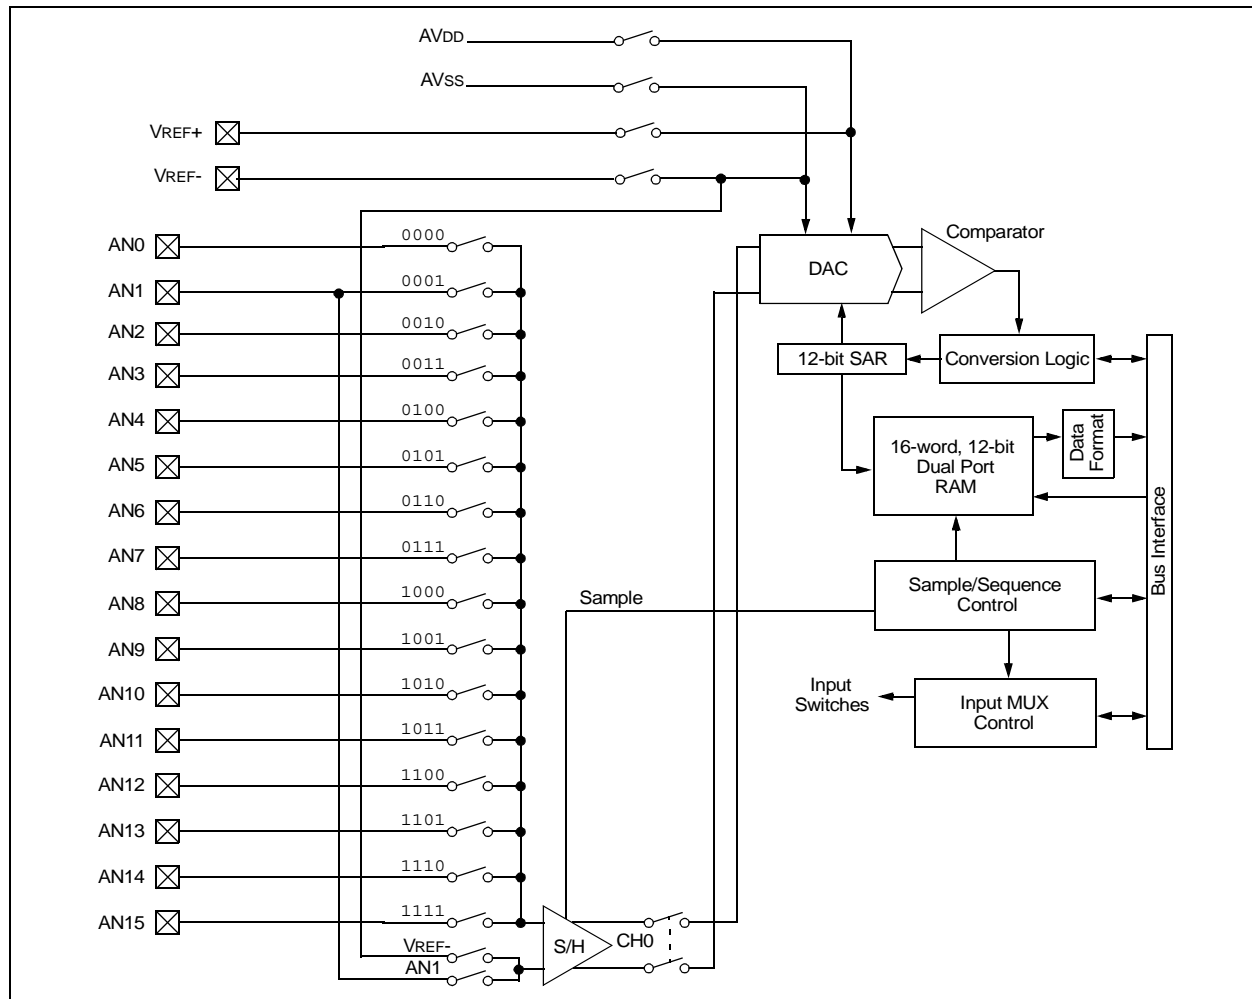 AVDD
AVSS
VREF+
VREF-
AN0
0000
AN1
0001
AN2
0010
AN3
0011
AN4
0100
AN5
0101
AN6
0110
AN7
0111
AN8
1000
AN9
1001
AN10
1010
AN11
1011
AN12
1100
AN13
1101
AN14
1110
AN15
1111
VREF-
AN1
S/H
CH0
Sample
DAC
Comparator
12-bit SAR
Conversion Logic
16-word, 12-bit
Dual Port
RAM
Data
Format
Bus Interface
Sample/Sequence
Control
Input
Switches
Input MUX
Control